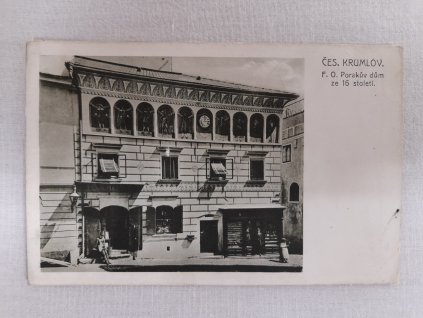 ČES. KRUMLOV.
F. O. Porákův dům
ze 16 století.